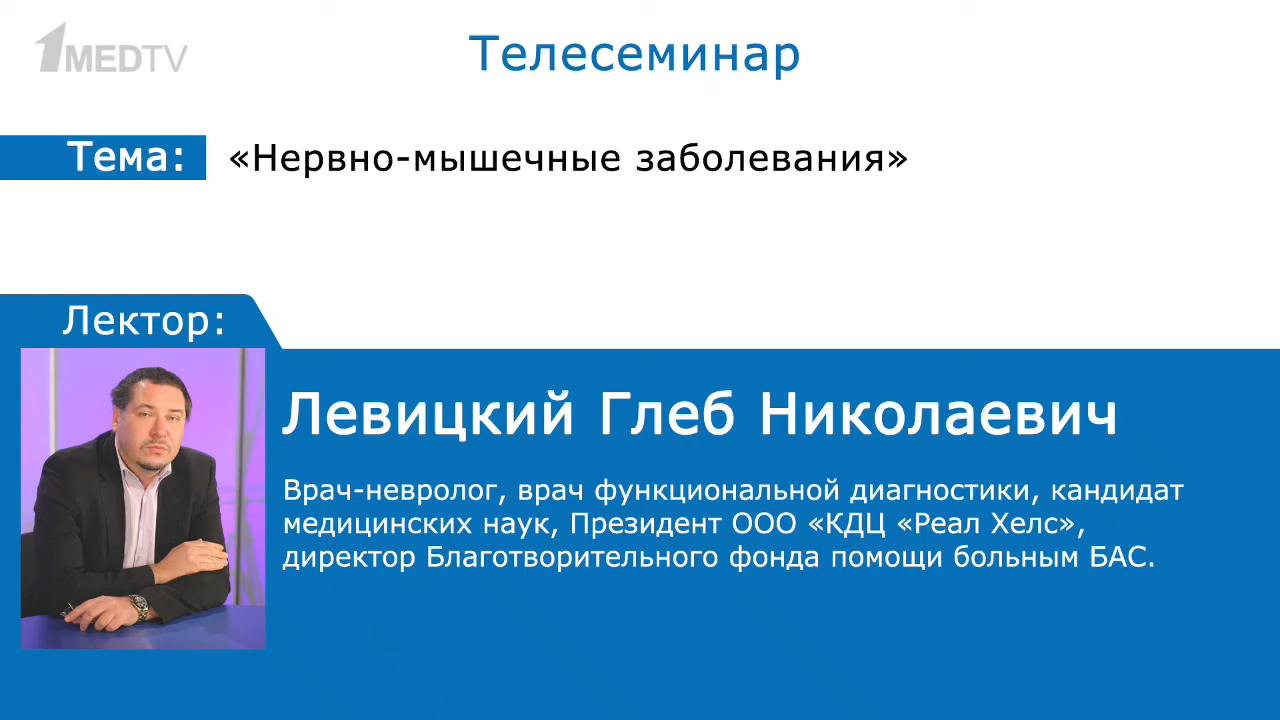 1MEDTV
Телесеминар
Тема: «Нервно-мышечные заболевания»
Лектор:
Левицкий Глеб Николаевич
Врач-невролог, врач функциональной диагностики, кандидат
медицинских наук, Президент ООО «КДЦ «Реал Хелс»,
директор Благотворительного фонда помощи больным БАС.